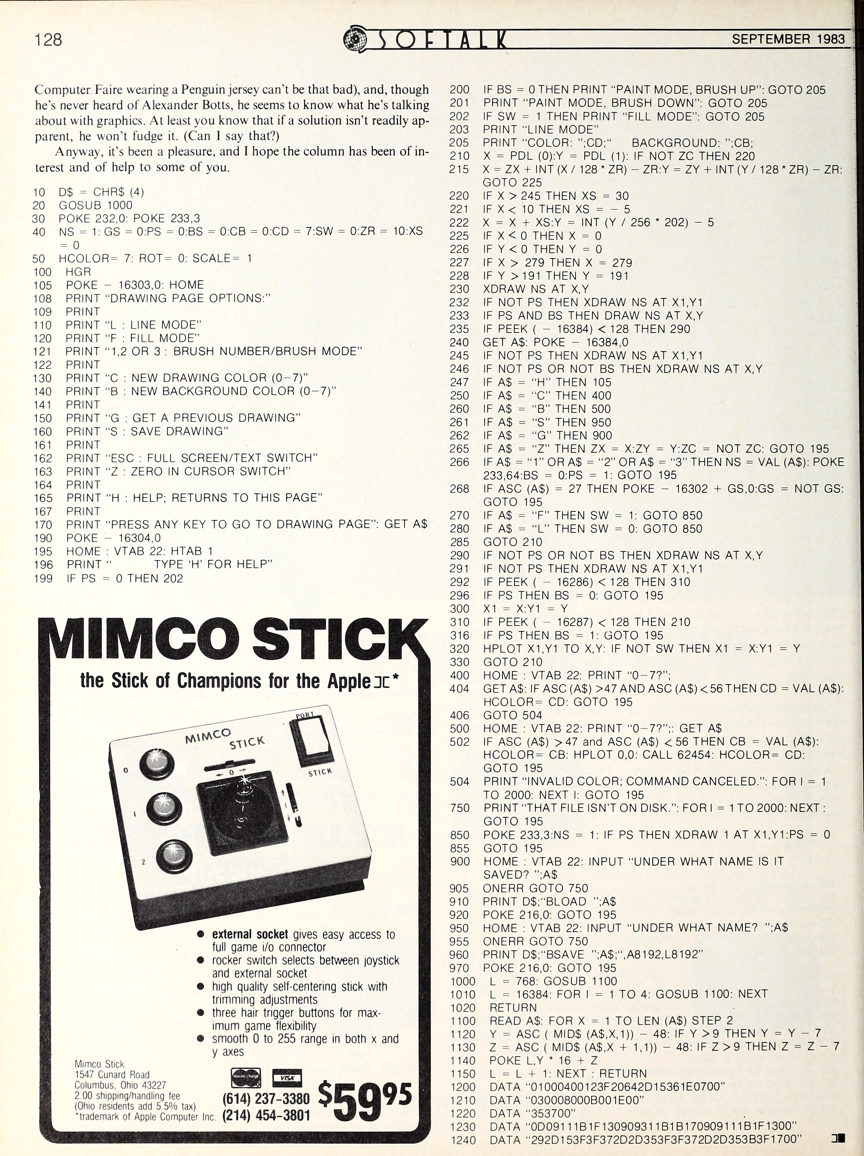 128
SOFTALK
SEPTEMBER 1983
Computer Faire wearing a Penguin jersey can't be that bad), and, though
he's never heard of Alexander Botts, he seems to know what he's talking
about with graphics. At least you know that if a solution isn't readily ap-
parent, he won't fudge it. (Can I say that?)
Anyway, it's been a pleasure, and I hope the column has been of in-
terest and of help to some of you.
10 D$ = CHR$ (4)
20 GOSUB 1000
30 POKE 232,0: POKE 233,3
40 NS = 1: GS = 0:PS = 0:BS = 0:CB = 0:CD = 7:SW = 0:ZR = 10:XS
= 0
50 HCOLOR= 7: ROT= 0: SCALE= 1
100 HGR
105 POKE - 16303,0: HOME
108 PRINT "DRAWING PAGE OPTIONS:"
109 PRINT
110 PRINT "L : LINE MODE"
120 PRINT "F : FILL MODE"
121 PRINT "1,2 OR 3 : BRUSH NUMBER/BRUSH MODE"
122 PRINT
130 PRINT "C : NEW DRAWING COLOR (0-7)"
140 PRINT "B : NEW BACKGROUND COLOR (0-7)"
141 PRINT
150 PRINT "G : GET A PREVIOUS DRAWING"
160 PRINT "S : SAVE DRAWING"
161 PRINT
162 PRINT "ESC : FULL SCREEN/TEXT SWITCH"
163 PRINT "Z : ZERO IN CURSOR SWITCH"
164 PRINT
165 PRINT "H : HELP; RETURNS TO THIS PAGE"
167 PRINT
170 PRINT "PRESS ANY KEY TO GO TO DRAWING PAGE": GET A$
190 POKE - 16304,0
195 HOME : VTAB 22: HTAB 1
196 PRINT " TYPE 'H' FOR HELP"
199 IF PS = 0 THEN 202
200 IF BS = 0 THEN PRINT "PAINT MODE, BRUSH UP": GOTO 205
201 PRINT "PAINT MODE, BRUSH DOWN": GOTO 205
202 IF SW = 1 THEN PRINT "FILL MODE": GOTO 205
203 PRINT "LINE MODE"
205 PRINT "COLOR: ";CD;" BACKGROUND: ";CB;
210 X = PDL (0):Y = PDL (1): IF NOT ZC THEN 220
215 X = ZX + INT (X / 128 * ZR) - ZR:Y = ZY + INT (Y / 128 * ZR) - ZR:
GOTO 225
220 IF X > 245 THEN XS = 30
221 IF X < 10 THEN XS = - 5
222 X = X + XS:Y = INT (Y / 256 * 202) - 5
225 IF X < 0 THEN X = 0
226 IF Y < 0 THEN Y = 0
227 IF X > 279 THEN X = 279
228 IF Y > 191 THEN Y = 191
230 XDRAW NS AT X,Y
232 IF NOT PS THEN XDRAW NS AT X1,Y1
233 IF PS AND BS THEN DRAW NS AT X,Y
235 IF PEEK ( - 16384) < 128 THEN 290
240 GET A$: POKE - 16384,0
245 IF NOT PS THEN XDRAW NS AT X1,Y1
246 IF NOT PS OR NOT BS THEN XDRAW NS AT X,Y
247 IF A$ = "H" THEN 105
250 IF A$ = "C" THEN 400
260 IF A$ = "B" THEN 500
261 IF A$ = "S" THEN 950
262 IF A$ = "G" THEN 900
265 IF A$ = "Z" THEN ZX = X:ZY = Y:ZC = NOT ZC: GOTO 195
266 IF A$ = "1" OR A$ = "2" OR A$ = "3" THEN NS = VAL (A$): POKE
233,64:BS = 0:PS = 1: GOTO 195
268 IF ASC (A$) = 27 THEN POKE - 16302 + GS,0:GS = NOT GS:
GOTO 195
270 IF A$ = "F" THEN SW = 1: GOTO 850
280 IF A$ = "L" THEN SW = 0: GOTO 850
285 GOTO 210
290 IF NOT PS OR NOT BS THEN XDRAW NS AT X,Y
291 IF NOT PS THEN XDRAW NS AT X1,Y1
292 IF PEEK ( - 16286) < 128 THEN 310
296 IF PS THEN BS = 0: GOTO 195
300 X1 = X:Y1 = Y
310 IF PEEK ( - 16287) < 128 THEN 210
316 IF PS THEN BS = 1: GOTO 195
320 HPLOT X1,Y1 TO X,Y: IF NOT SW THEN X1 = X:Y1 = Y
330 GOTO 210
400 HOME : VTAB 22: PRINT "0-7?";
404 GET A$: IF ASC (A$) >47 AND ASC (A$) <56 THEN CD = VAL (A$):
HCOLOR= CD: GOTO 195
406 GOTO 504
500 HOME : VTAB 22: PRINT "0-7?";: GET A$
502 IF ASC (A$) > 47 and ASC (A$) < 56 THEN CB = VAL (A$):
HCOLOR= CB: HPLOT 0,0: CALL 62454: HCOLOR= CD:
GOTO 195
504 PRINT "INVALID COLOR; COMMAND CANCELED.": FOR I = 1
TO 2000: NEXT I: GOTO 195
750 PRINT "THAT FILE ISN'T ON DISK.": FOR I = 1 TO 2000: NEXT :
GOTO 195
850 POKE 233,3:NS = 1: IF PS THEN XDRAW 1 AT X1,Y1:PS = 0
855 GOTO 195
900 HOME : VTAB 22: INPUT "UNDER WHAT NAME IS IT
SAVED? ";A$
905 ONERR GOTO 750
910 PRINT D$;"BLOAD ";A$
920 POKE 216,0: GOTO 195
950 HOME : VTAB 22: INPUT "UNDER WHAT NAME? ";A$
955 ONERR GOTO 750
960 PRINT D$;"BSAVE ";A$;",A8192,L8192"
970 POKE 216,0: GOTO 195
1000 L = 768: GOSUB 1100
1010 L = 16384: FOR I = 1 TO 4: GOSUB 1100: NEXT
1020 RETURN
1100 READ A$: FOR X = 1 TO LEN (A$) STEP 2
1120 Y = ASC ( MID$ (A$,X,1)) - 48: IF Y >9 THEN Y = Y - 7
1130 Z = ASC ( MID$ (A$,X + 1,1)) - 48: IF Z >9 THEN Z = Z - 7
1140 POKE L,Y * 16 + Z
1150 L = L + 1: NEXT : RETURN
1200 DATA "01000400123F20642D15361E0700"
1210 DATA "030008000B001E00"
1220 DATA "353700"
1230 DATA "0D09111B1F130909311B1B170909111B1F1300"
1240 DATA "292D153F3F372D2D353F3F372D2D353B3F1700"
MIMCO STICK
the Stick of Champions for the Apple ][*
MIMCO
STICK
PORT
STICK
0
0
1
2
● external socket gives easy access to
full game i/o connector
● rocker switch selects between joystick
and external socket
● high quality self-centering stick with
trimming adjustments
● three hair trigger buttons for max-
imum game flexibility
● smooth 0 to 255 range in both x and
y axes
Mimco Stick
1547 Cunard Road
Columbus, Ohio 43227
2.00 shipping/handling fee
(Ohio residents add 5.5% tax)
*trademark of Apple Computer Inc.
VISA
(614) 237-3380
(214) 454-3801
$59⁹⁵